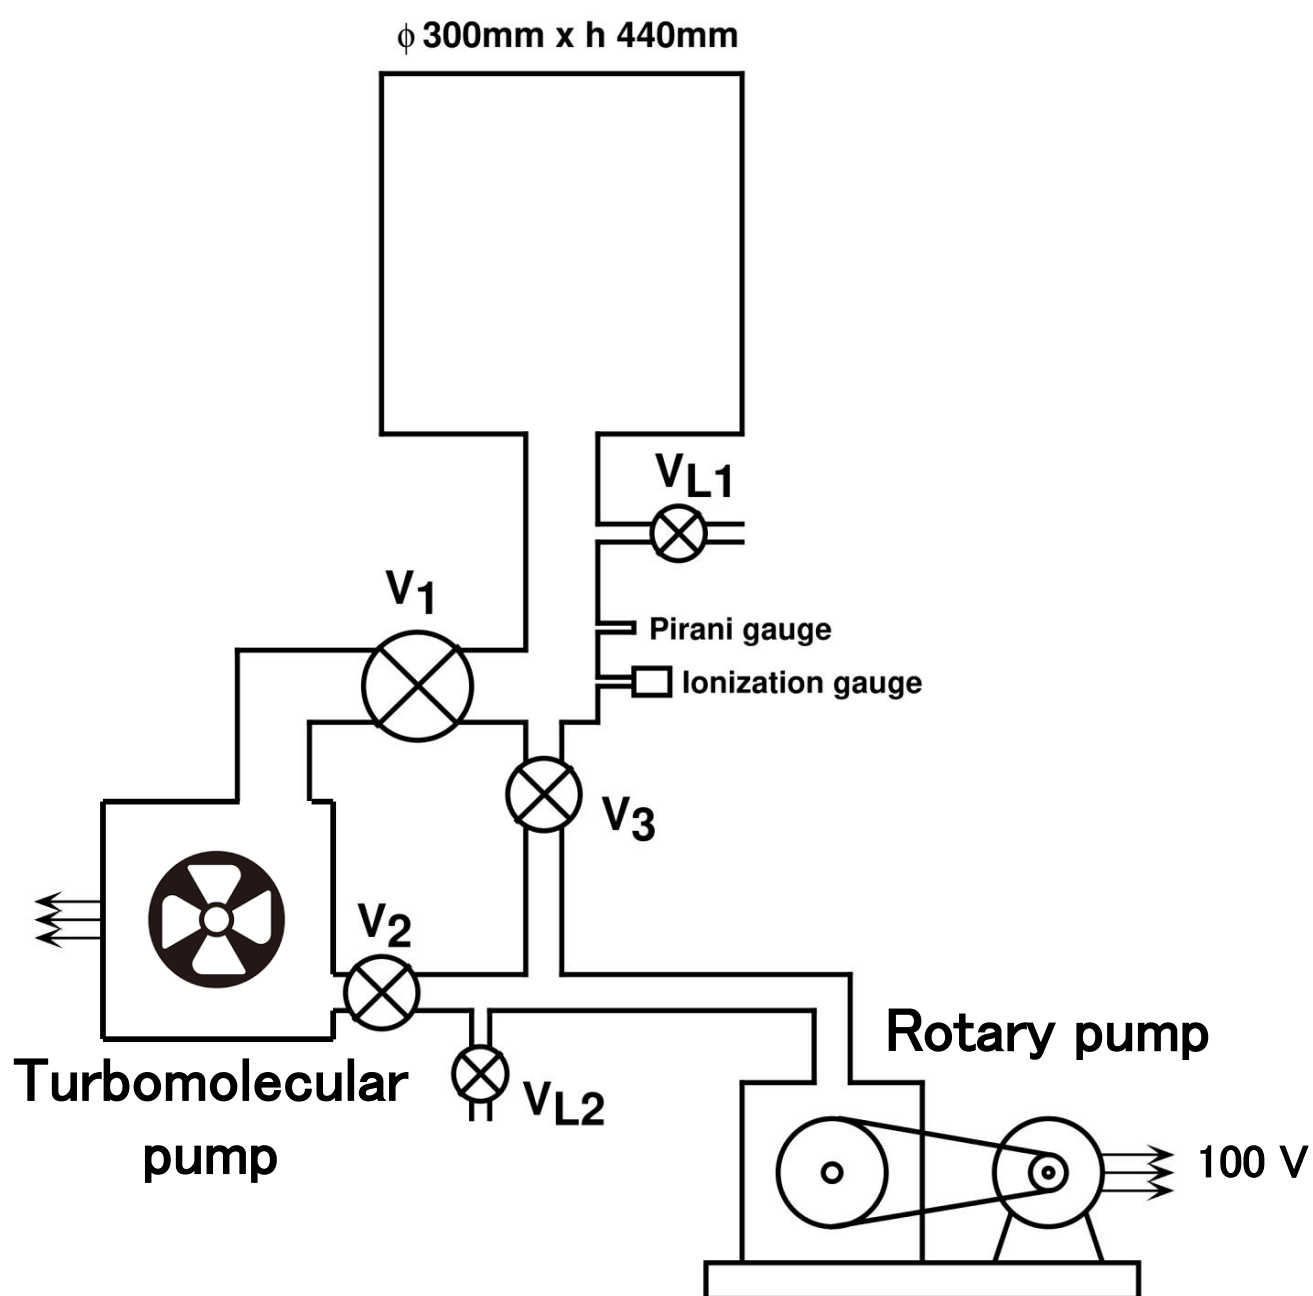 ϕ 300mm x h 440mm
VL1
V1
Pirani gauge
Ionization gauge
V3
V2
Rotary pump
Turbomolecular
pump
VL2
100 V